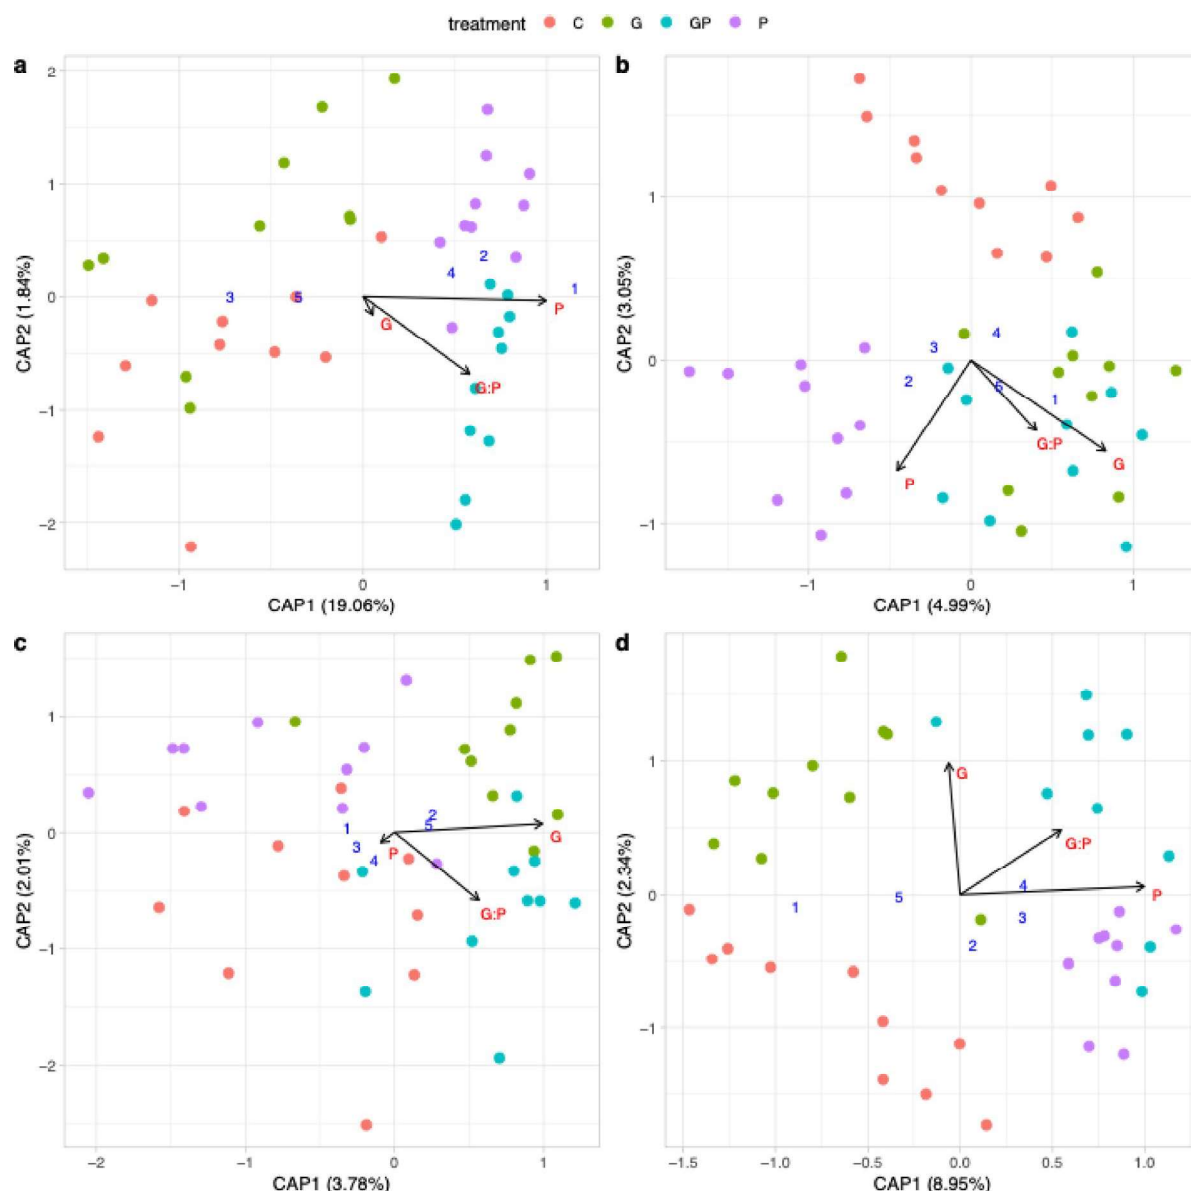 treatment C G GP P
a
CAP2 (1.84%)
2
1
0
−1
−2
3
5
4
2
1
P
G
G:P
−1
0
1
CAP1 (19.06%)
b
CAP2 (3.05%)
1
0
−1
4
3
2
5
1
G:P
G
P
−1
0
1
CAP1 (4.99%)
c
CAP2 (2.01%)
1
0
−1
−2
2
5
1
3
4
P
G
G:P
−2
−1
0
1
CAP1 (3.78%)
d
CAP2 (2.34%)
1
0
−1
G
G:P
P
4
5
1
3
2
−1.5
−1.0
−0.5
0.0
0.5
1.0
CAP1 (8.95%)